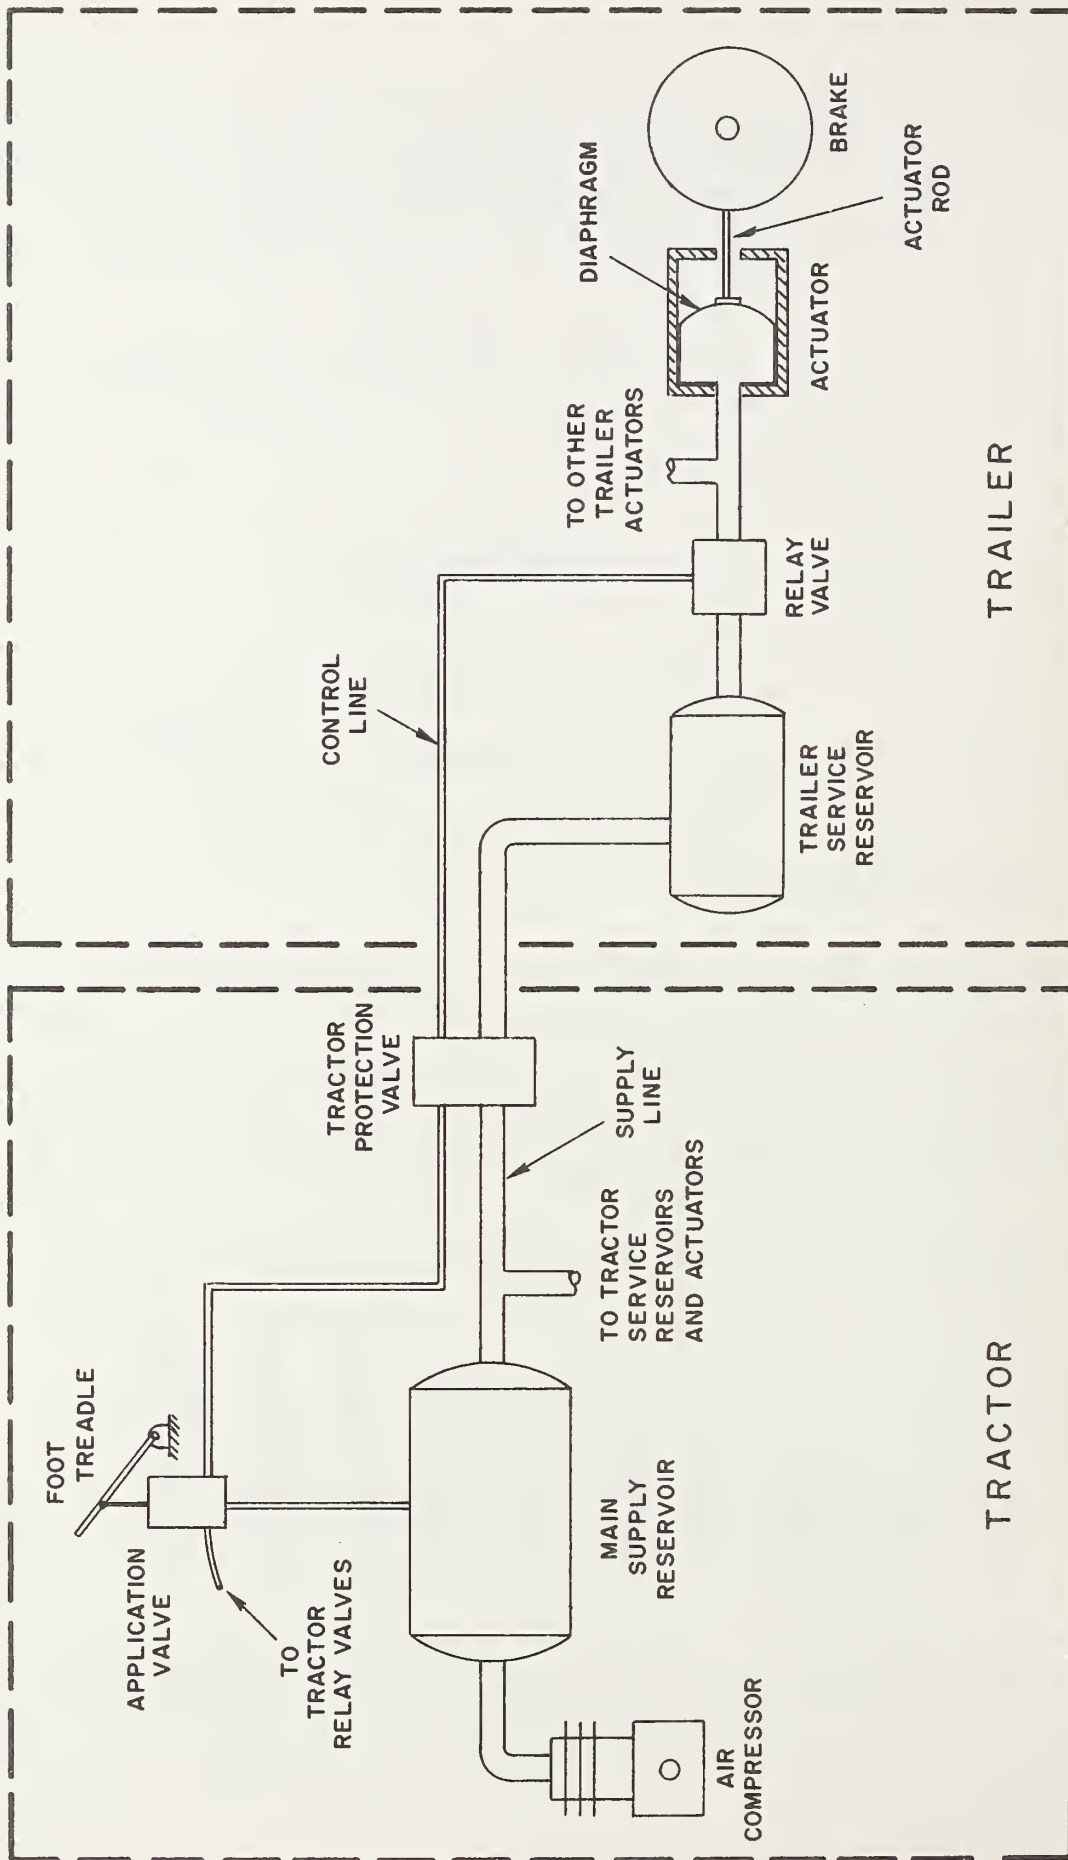 FOOT
TREADLE
APPLICATION
VALVE
TO
TRACTOR
RELAY VALVES
AIR
COMPRESSOR
MAIN
SUPPLY
RESERVOIR
TO TRACTOR
SERVICE
RESERVOIRS
AND ACTUATORS
SUPPLY
LINE
TRACTOR
PROTECTION
VALVE
TRACTOR
CONTROL
LINE
TRAILER
SERVICE
RESERVOIR
RELAY
VALVE
TO OTHER
TRAILER
ACTUATORS
DIAPHRAGM
ACTUATOR
ACTUATOR
ROD
BRAKE
TRAILER